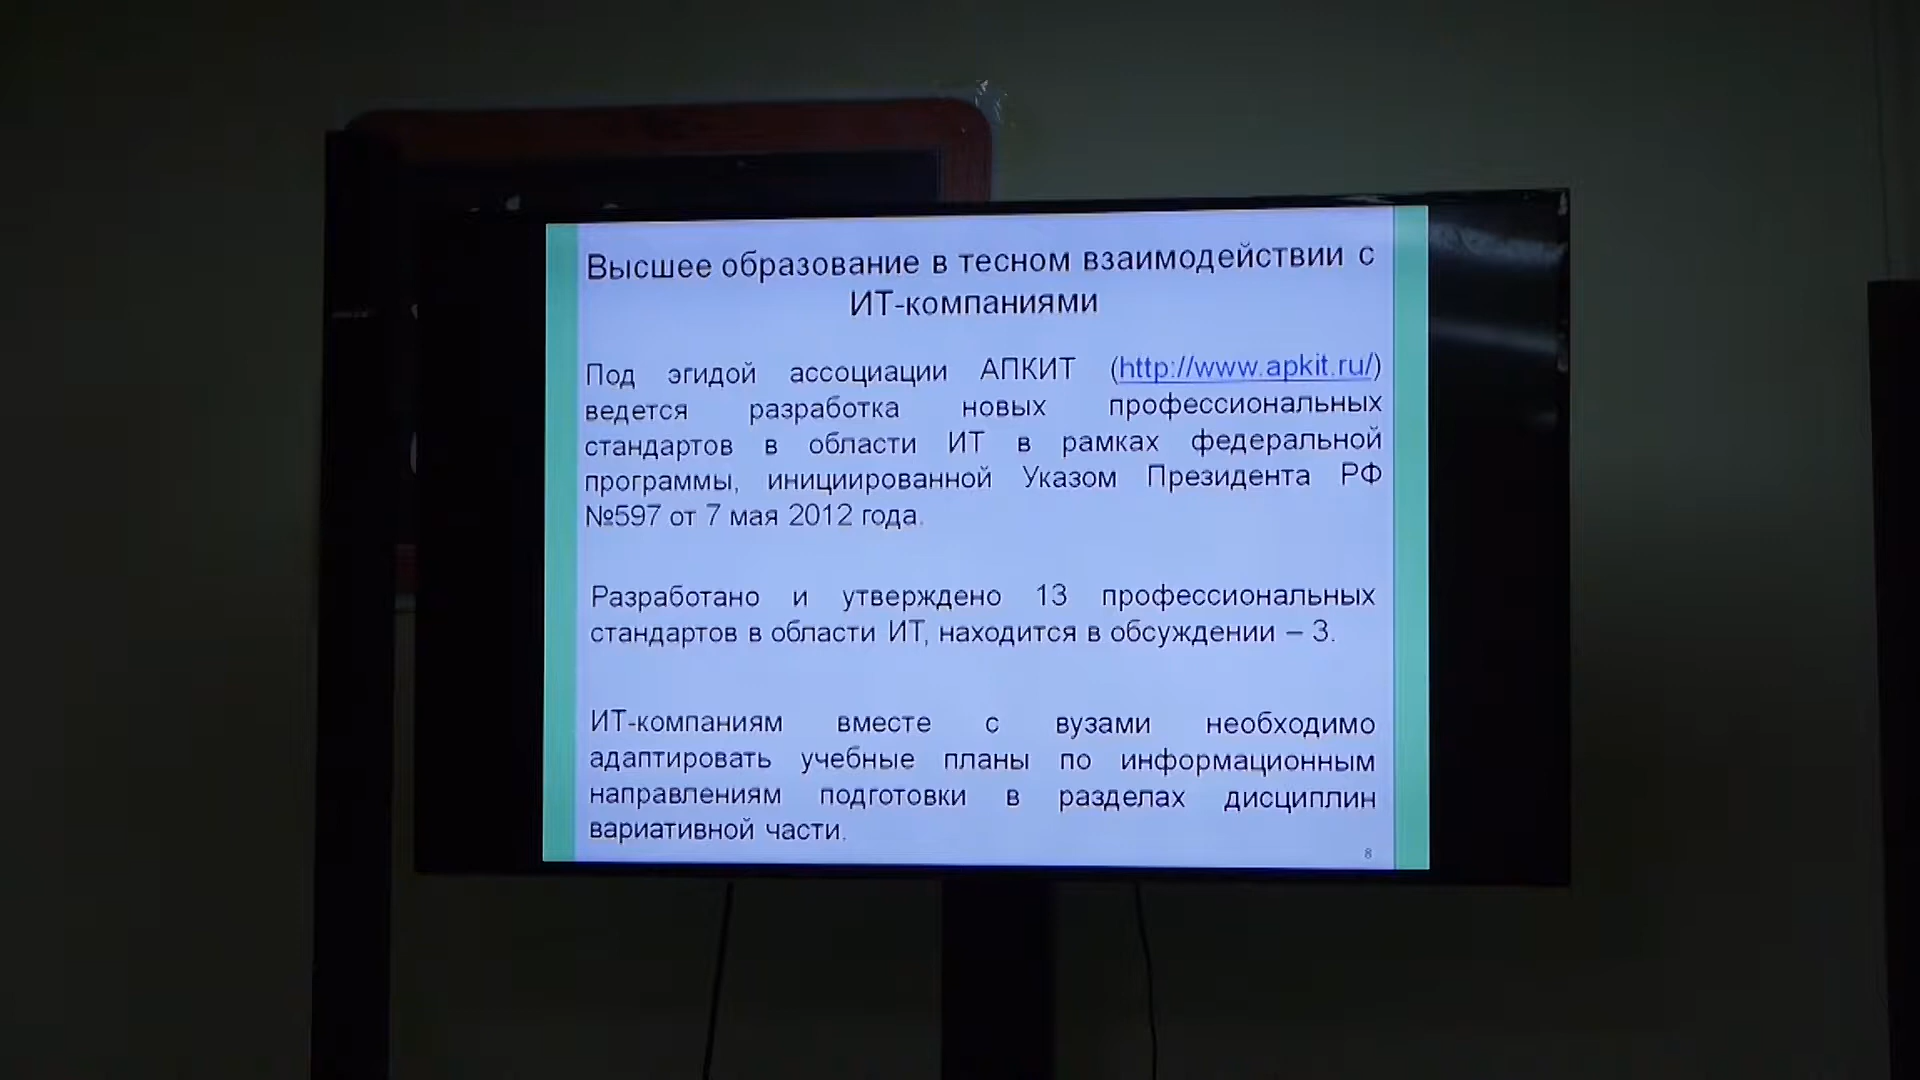 Высшее образование в тесном взаимодействии с
ИТ-компаниями
Под эгидой ассоциации АПКИТ (http://www.apkit.ru/)
ведется разработка новых профессиональных
стандартов в области ИТ в рамках федеральной
программы, инициированной Указом Президента РФ
№597 от 7 мая 2012 года.
Разработано и утверждено 13 профессиональных
стандартов в области ИТ, находится в обсуждении – 3.
ИТ-компаниям вместе с вузами необходимо
адаптировать учебные планы по информационным
направлениям подготовки в разделах дисциплин
вариативной части.
8